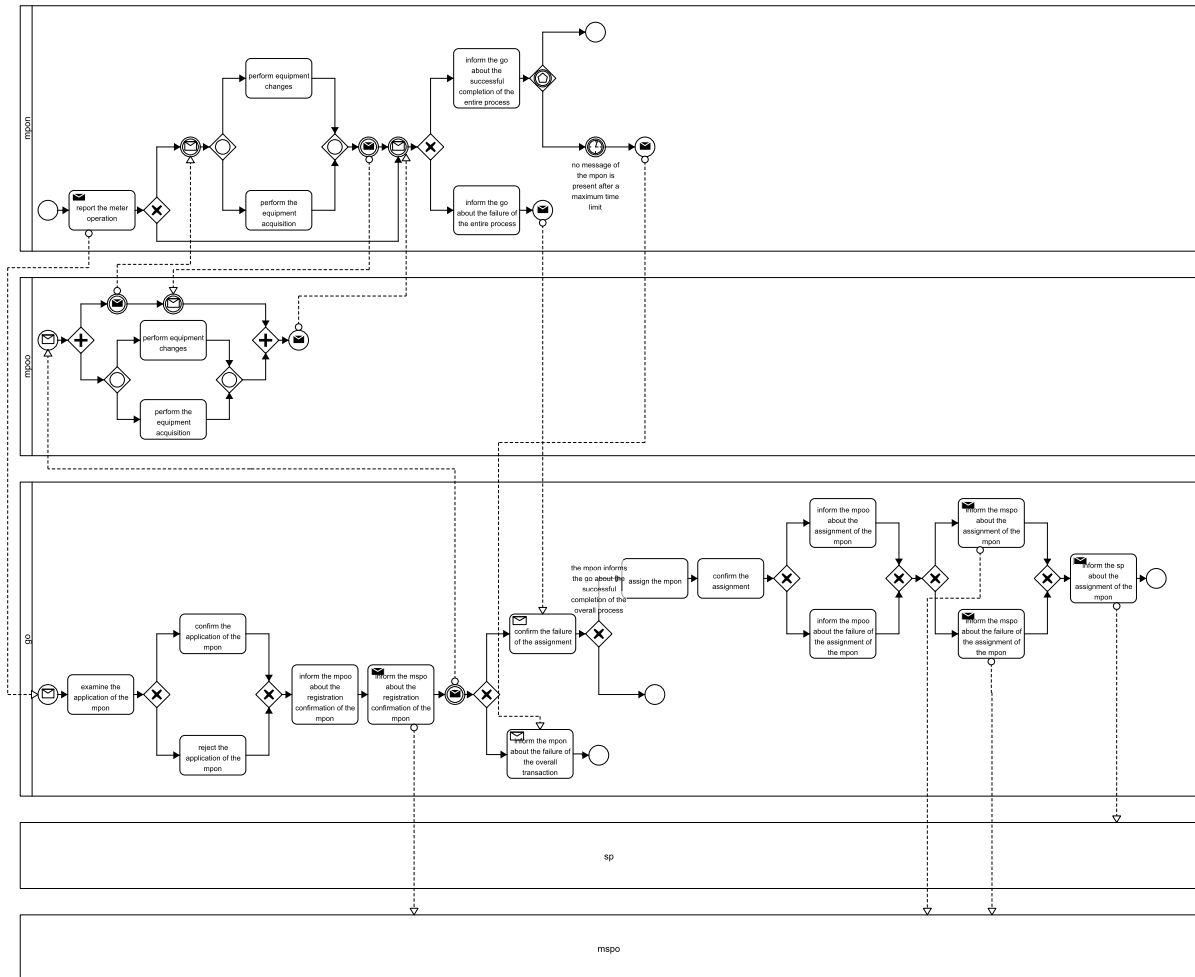 mpon
perform equipment
changes
perform the
equipment
acquisition
report the meter
operation
inform the go
about the
successful
completion of the
entire process
inform the go
about the failure of
the entire process
no message of
the mpon is
present after a
maximum time
limit
mpoo
perform equipment
changes
perform the
equipment
acquisition
go
examine the
application of the
mpon
confirm the
application of the
mpon
reject the
application of the
mpon
inform the mpoo
about the
registration
confirmation of the
mpon
inform the mspo
about the
registration
confirmation of the
mpon
confirm the failure
of the assignment
inform the mpon
about the failure of
the overall
transaction
the mpon informs
the go about the
successful
completion of the
overall process
assign the mpon
confirm the
assignment
inform the mpoo
about the
assignment of the
mpon
inform the mpoo
about the failure of
the assignment of
the mpon
inform the mspo
about the
assignment of the
mpon
inform the mspo
about the failure of
the assignment of
the mpon
inform the sp
about the
assignment of the
mpon
sp
mspo